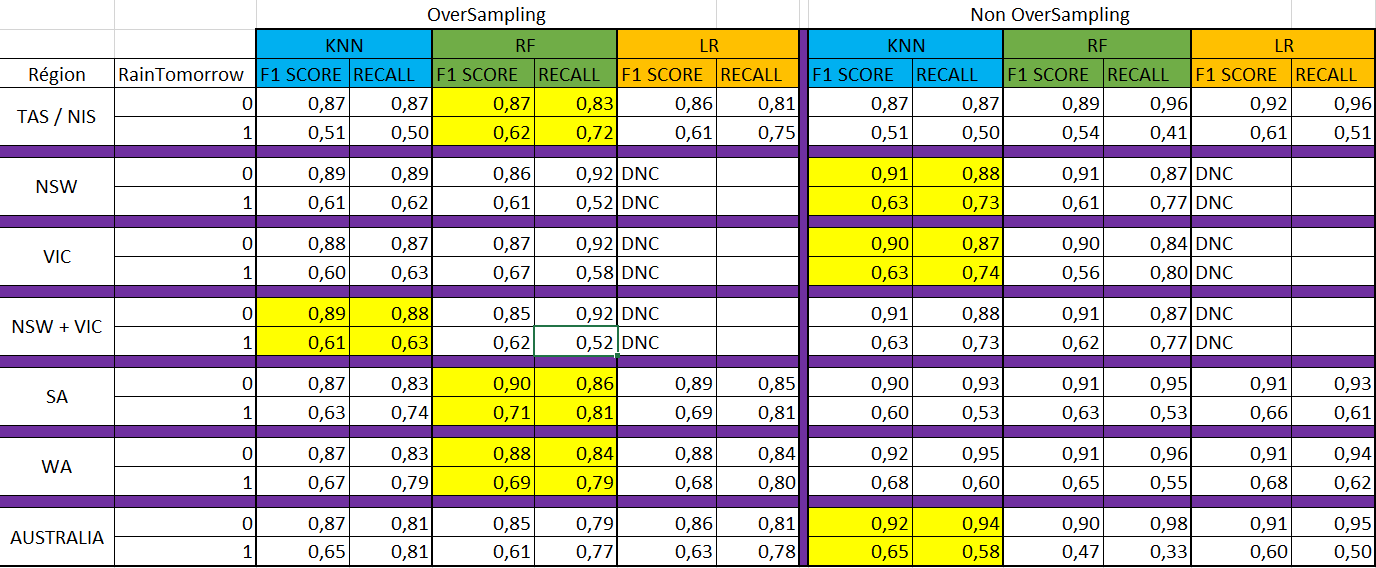 OverSampling Non OverSampling
KNN RF LR KNN RF LR
Région RainTomorrow F1 SCORE RECALL F1 SCORE RECALL F1 SCORE RECALL F1 SCORE RECALL F1 SCORE RECALL F1 SCORE RECALL
TAS / NIS 0 0,87 0,87 0,87 0,83 0,86 0,81 0,87 0,87 0,89 0,96 0,92 0,96
1 0,51 0,50 0,62 0,72 0,61 0,75 0,51 0,50 0,54 0,41 0,61 0,51
NSW 0 0,89 0,89 0,86 0,92 DNC 0,91 0,88 0,91 0,87 DNC
1 0,61 0,62 0,61 0,52 DNC 0,63 0,73 0,61 0,77 DNC
VIC 0 0,88 0,87 0,87 0,92 DNC 0,90 0,87 0,90 0,84 DNC
1 0,60 0,63 0,67 0,58 DNC 0,63 0,74 0,56 0,80 DNC
NSW + VIC 0 0,89 0,88 0,85 0,92 DNC 0,91 0,88 0,91 0,87 DNC
1 0,61 0,63 0,62 0,52 DNC 0,63 0,73 0,62 0,77 DNC
SA 0 0,87 0,83 0,90 0,86 0,89 0,85 0,90 0,93 0,91 0,95 0,91 0,93
1 0,63 0,74 0,71 0,81 0,69 0,81 0,60 0,53 0,63 0,53 0,66 0,61
WA 0 0,87 0,83 0,88 0,84 0,88 0,84 0,92 0,95 0,91 0,96 0,91 0,94
1 0,67 0,79 0,69 0,79 0,68 0,80 0,68 0,60 0,65 0,55 0,68 0,62
AUSTRALIA 0 0,87 0,81 0,85 0,79 0,86 0,81 0,92 0,94 0,90 0,98 0,91 0,95
1 0,65 0,81 0,61 0,77 0,63 0,78 0,65 0,58 0,47 0,33 0,60 0,50